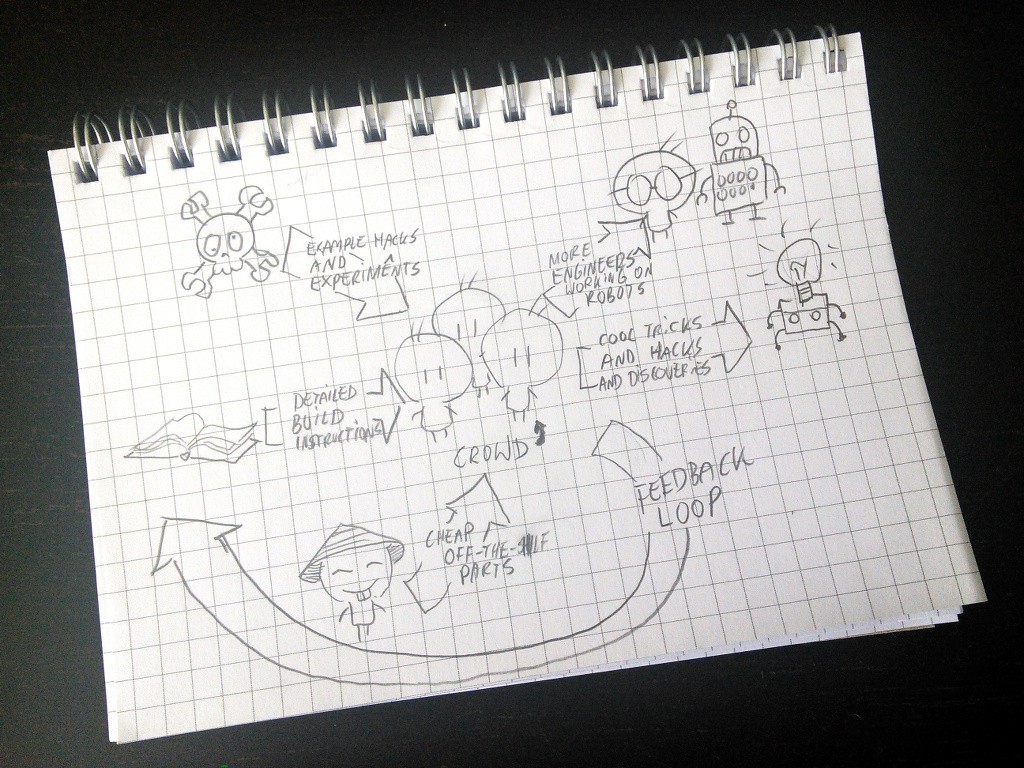 EXAMPLE HACKS
AND
EXPERIMENTS
MORE
ENGINEERS
WORKING ON
ROBOTS
COOL TRICKS
AND HACKS
AND DISCOVERIES
DETAILED
BUILD
INSTRUCTIONS
CROWD
CHEAP
OFF-THE-
PARTS
FEEDBACK
LOOP